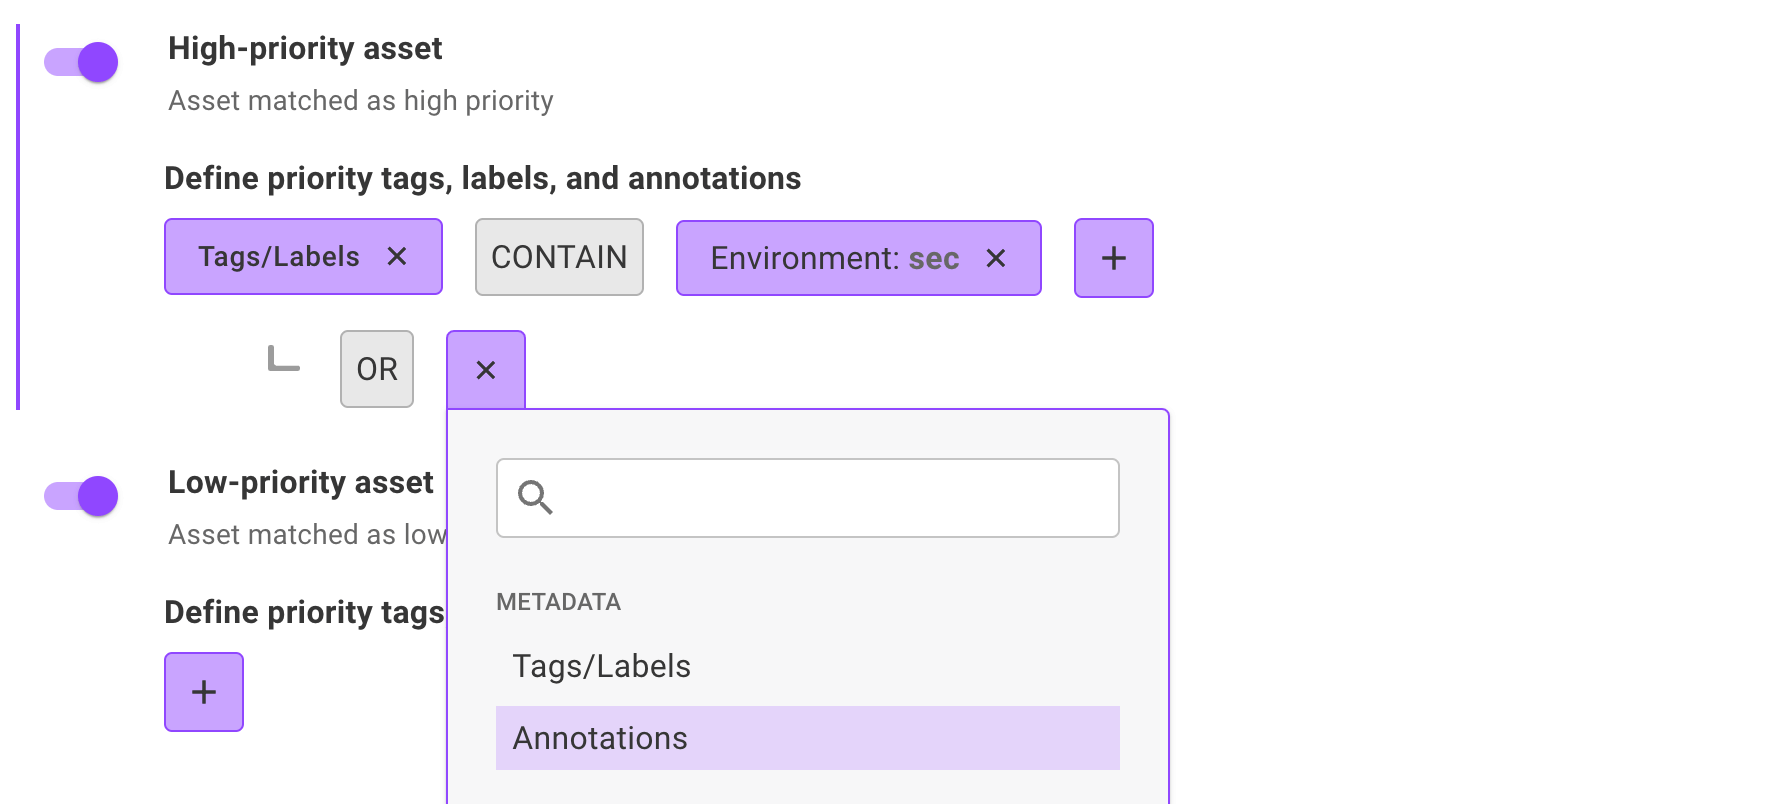 High-priority asset
Asset matched as high priority
Define priority tags, labels, and annotations
Tags/Labels CONTAIN Environment: sec
OR
Low-priority asset
Asset matched as low
METADATA
Define priority tags
Tags/Labels
Annotations